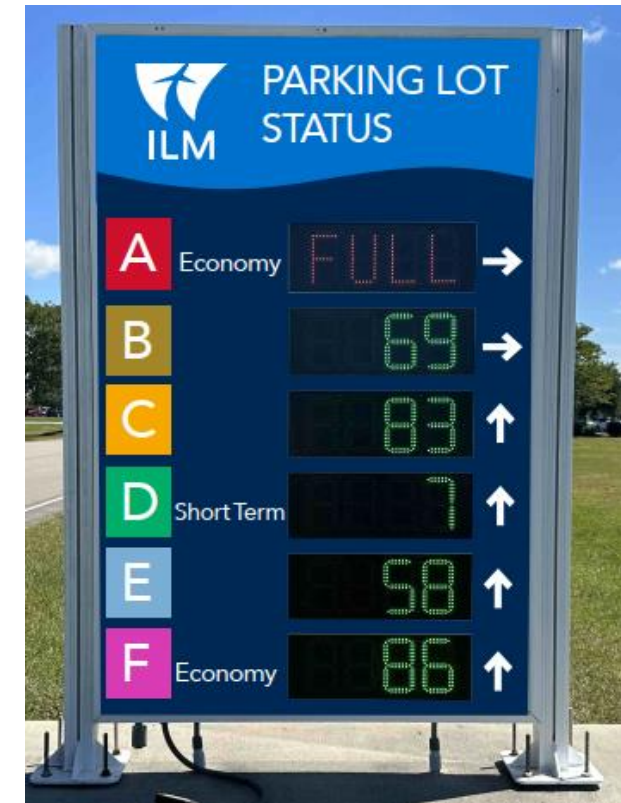 ILM
PARKING LOT
STATUS
A Economy FULL →
B 69 →
C 83 ↑
D Short Term 7 ↑
E 58 ↑
F Economy 86 ↑